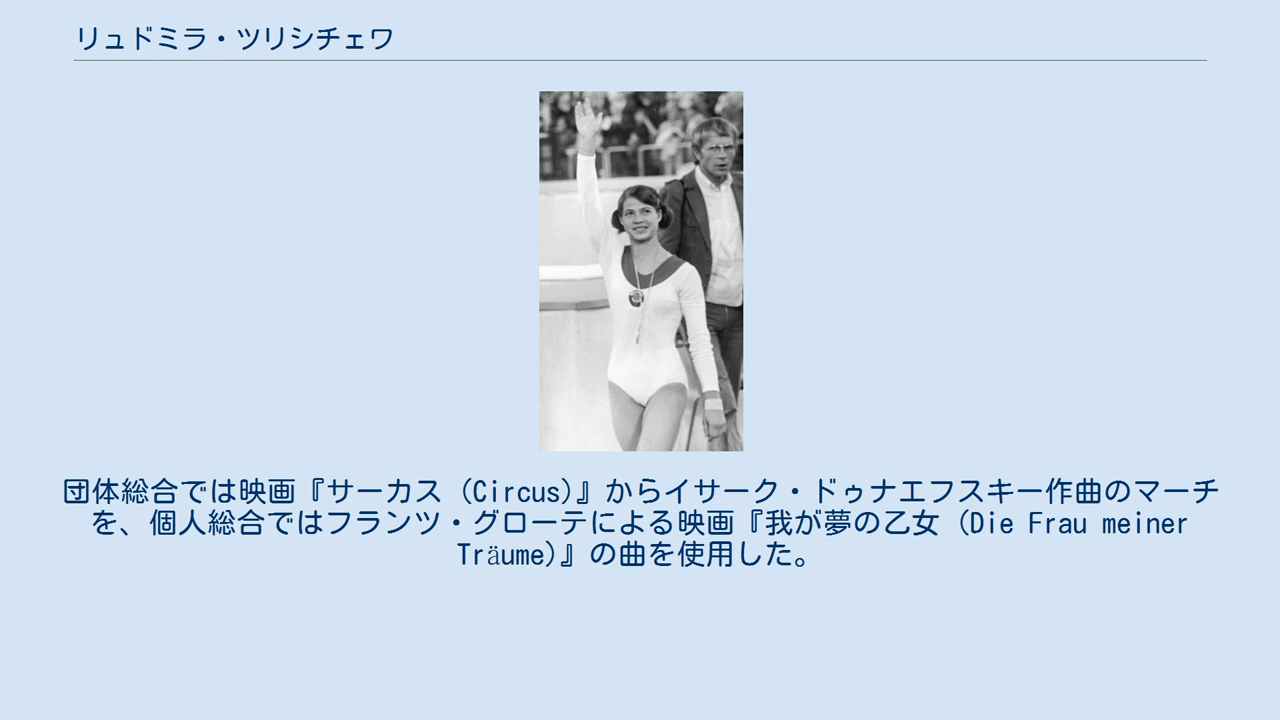 リュドミラ・ツリシチェワ
団体総合では映画『サーカス（Circus)』からイサーク・ドゥナエフスキー作曲のマーチ
を、個人総合ではフランツ・グローテによる映画『我が夢の乙女（Die Frau meiner
Träume)』の曲を使用した。